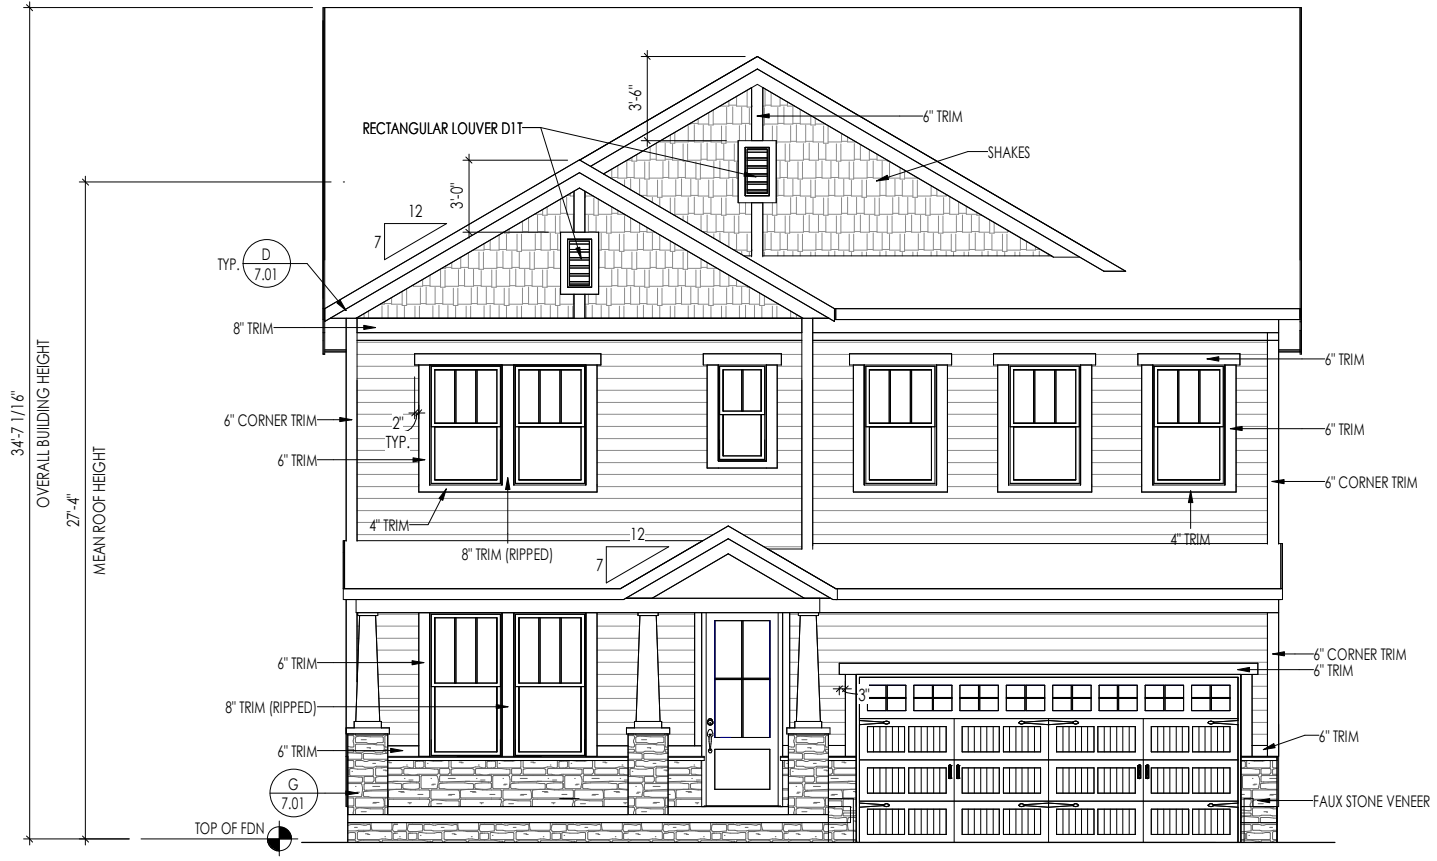 3'-6"
6" TRIM
RECTANGULAR LOUVER D1T
SHAKES
3'-0"
12
7
TYP.
D
7.01
8" TRIM
6" TRIM
34'-7 1/16"
OVERALL BUILDING HEIGHT
27'-4"
MEAN ROOF HEIGHT
6" CORNER TRIM
2"
TYP.
6" TRIM
6" TRIM
6" CORNER TRIM
4" TRIM
8" TRIM (RIPPED)
12
7
4" TRIM
6" TRIM
6" CORNER TRIM
6" TRIM
3"
8" TRIM (RIPPED)
6" TRIM
6" TRIM
G
7.01
FAUX STONE VENEER
TOP OF FDN